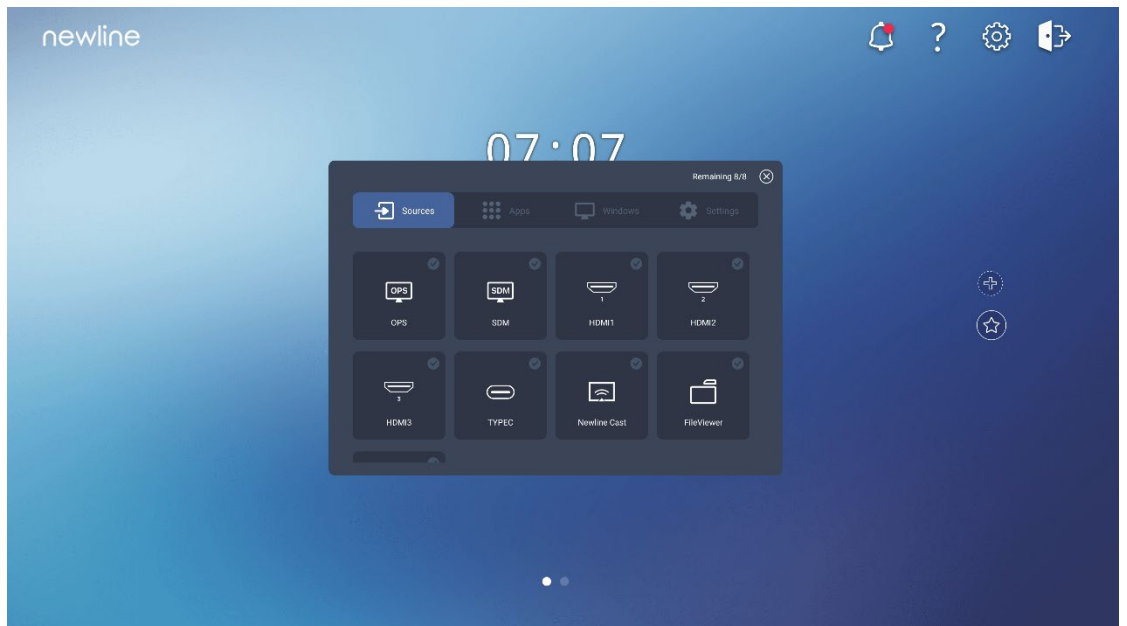 newline
?
07:07
Remaining 8/8
Sources Apps Windows Settings
OPS SDM 1 2
OPS SDM HDMI1 HDMI2
3
HDMI3 TYPEC Newline Cast FileViewer